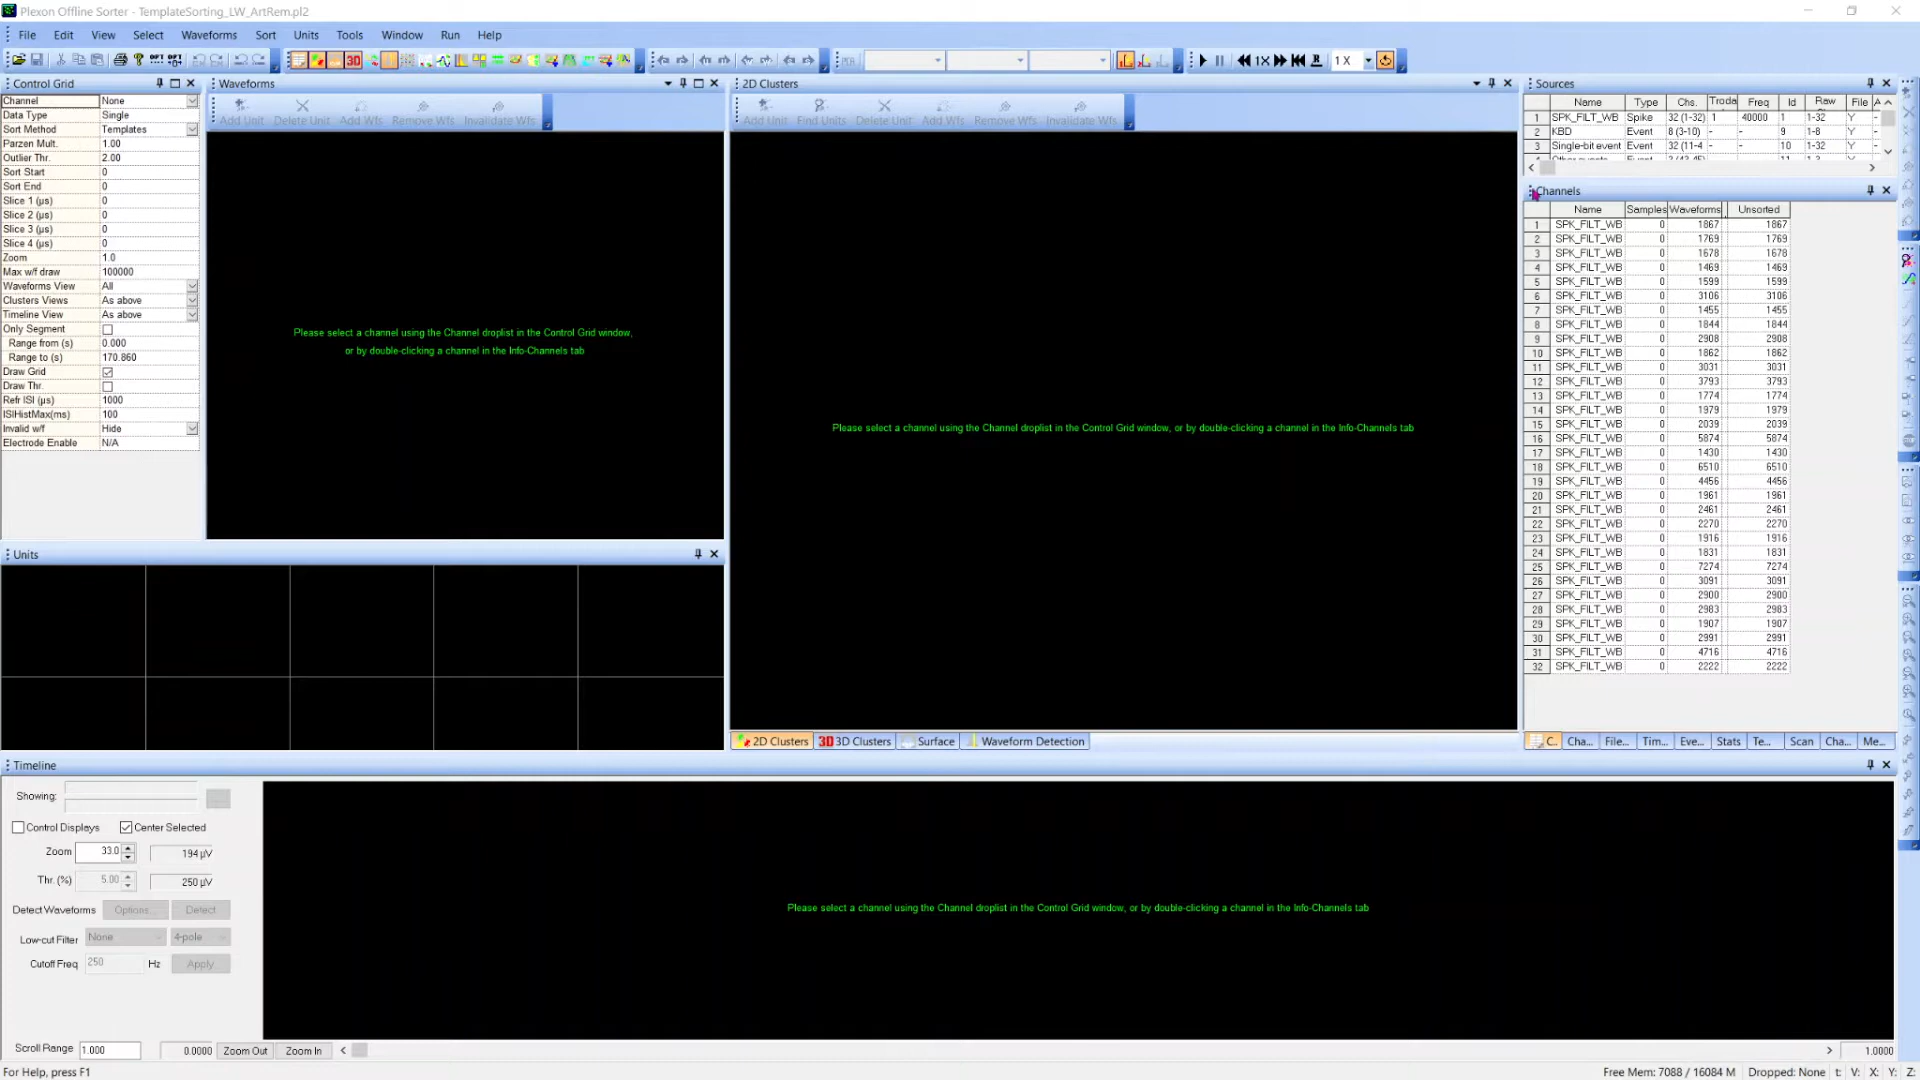 Plexon Offline Sorter - TemplateSorting_LW_ArtRem.pl2
File Edit View Select Waveforms Sort Units Tools Window Run Help
1X 1 X
Control Grid
Channel None
Data Type Single
Sort Method Templates
Parzen Mult. 1.00
Outlier Thr. 2.00
Sort Start 0
Sort End 0
Slice 1 (µs) 0
Slice 2 (µs) 0
Slice 3 (µs) 0
Slice 4 (µs) 0
Zoom 1.0
Max w/f draw 100000
Waveforms View All
Clusters Views As above
Timeline View As above
Only Segment
Range from (s) 0.000
Range to (s) 170.860
Draw Grid
Draw Thr.
Refr ISI (µs) 1000
ISIHistMax(ms) 100
Invalid w/f Hide
Electrode Enable N/A
Waveforms
Add Unit Delete Unit Add Wfs Remove Wfs Invalidate Wfs
Please select a channel using the Channel droplist in the Control Grid window,
or by double-clicking a channel in the Info-Channels tab
2D Clusters
Add Unit Find Units Delete Unit Add Wfs Remove Wfs Invalidate Wfs
Please select a channel using the Channel droplist in the Control Grid window, or by double-clicking a channel in the Info-Channels tab
2D Clusters 3D 3D Clusters Surface Waveform Detection
Sources
Name Type Chs. Troda Freq Id Raw File A
1 SPK_FILT_WB Spike 32 (1-32) 1 40000 1 1-32 Y -
2 KBD Event 8 (3-10) - - 9 1-8 Y -
3 Single-bit event Event 32 (11-4 - - 10 1-32 Y -
Channels
Name Samples Waveforms Unsorted
1 SPK_FILT_WB 0 1867 1867
2 SPK_FILT_WB 0 1769 1769
3 SPK_FILT_WB 0 1678 1678
4 SPK_FILT_WB 0 1469 1469
5 SPK_FILT_WB 0 1599 1599
6 SPK_FILT_WB 0 3106 3106
7 SPK_FILT_WB 0 1455 1455
8 SPK_FILT_WB 0 1844 1844
9 SPK_FILT_WB 0 2908 2908
10 SPK_FILT_WB 0 1862 1862
11 SPK_FILT_WB 0 3031 3031
12 SPK_FILT_WB 0 3793 3793
13 SPK_FILT_WB 0 1774 1774
14 SPK_FILT_WB 0 1979 1979
15 SPK_FILT_WB 0 2039 2039
16 SPK_FILT_WB 0 5874 5874
17 SPK_FILT_WB 0 1430 1430
18 SPK_FILT_WB 0 6510 6510
19 SPK_FILT_WB 0 4456 4456
20 SPK_FILT_WB 0 1961 1961
21 SPK_FILT_WB 0 2461 2461
22 SPK_FILT_WB 0 2270 2270
23 SPK_FILT_WB 0 1916 1916
24 SPK_FILT_WB 0 1831 1831
25 SPK_FILT_WB 0 7274 7274
26 SPK_FILT_WB 0 3091 3091
27 SPK_FILT_WB 0 2900 2900
28 SPK_FILT_WB 0 2983 2983
29 SPK_FILT_WB 0 1907 1907
30 SPK_FILT_WB 0 2991 2991
31 SPK_FILT_WB 0 4716 4716
32 SPK_FILT_WB 0 2222 2222
C. Cha... File... Tim... Eve... Stats Te... Scan Cha... Me...
Units
Timeline
Showing:
Control Displays Center Selected
Zoom 33.0 194 µV
Thr. (%) 5.00 250 µV
Detect Waveforms Options... Detect
Low-cut Filter None 4-pole
Cutoff Freq 250 Hz Apply
Please select a channel using the Channel droplist in the Control Grid window, or by double-clicking a channel in the Info-Channels tab
Scroll Range 1.000 0.0000 Zoom Out Zoom In 1.0000
For Help, press F1
Free Mem: 7088 / 16084 M Dropped: None t: V: X: Y: Z: